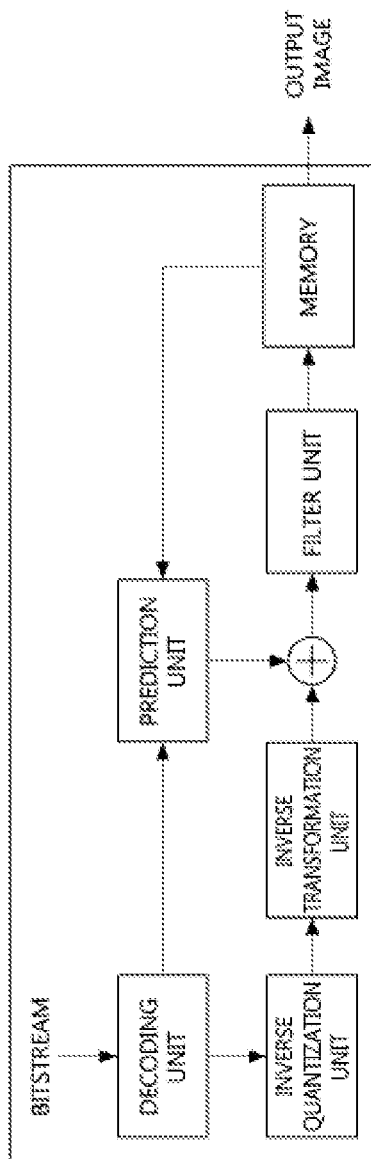 BITSTREAM
DECODING
UNIT
PREDICTION
UNIT
INVERSE
QUANTIZATION
UNIT
INVERSE
TRANSFORMATION
UNIT
FILTER UNIT
MEMORY
OUTPUT
IMAGE